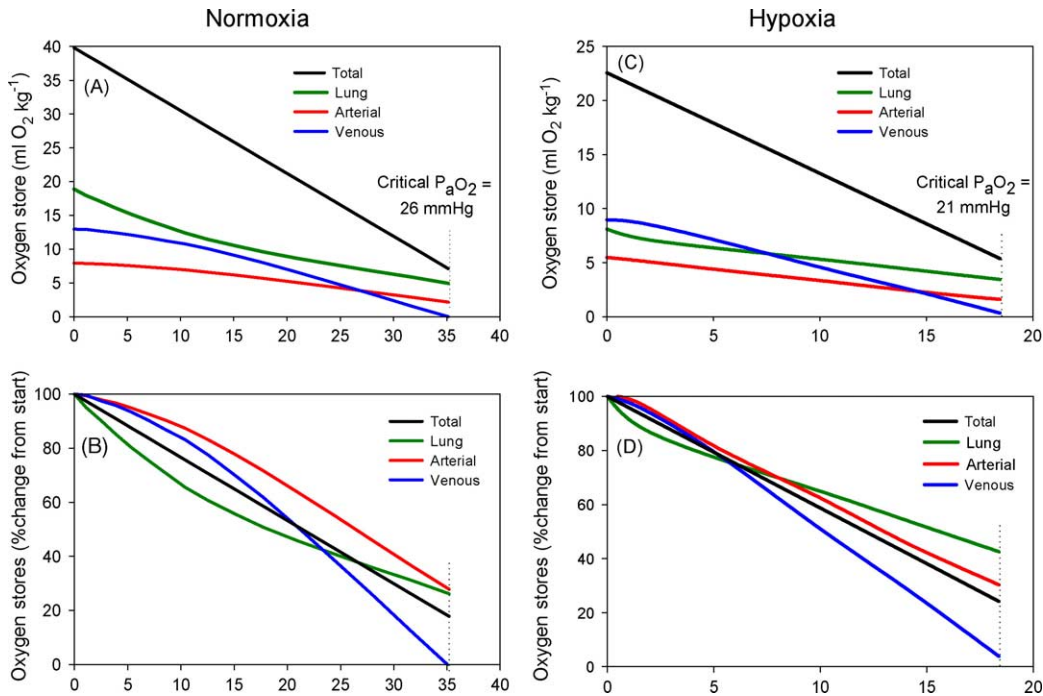 Normoxia
Hypoxia
Oxygen store (ml O₂ kg⁻¹)
40
35
30
25
20
15
10
5
0
(A)
Total
Lung
Arterial
Venous
Critical PₐO₂ =
26 mmHg
0 5 10 15 20 25 30 35 40
Oxygen store (ml O₂ kg⁻¹)
25
20
15
10
5
0
(C)
Total
Lung
Arterial
Venous
Critical PₐO₂ =
21 mmHg
0 5 10 15 20
Oxygen stores (%change from start)
100
80
60
40
20
0
(B)
Total
Lung
Arterial
Venous
0 5 10 15 20 25 30 35 40
Oxygen stores (%change from start)
100
80
60
40
20
0
(D)
Total
Lung
Arterial
Venous
0 5 10 15 20